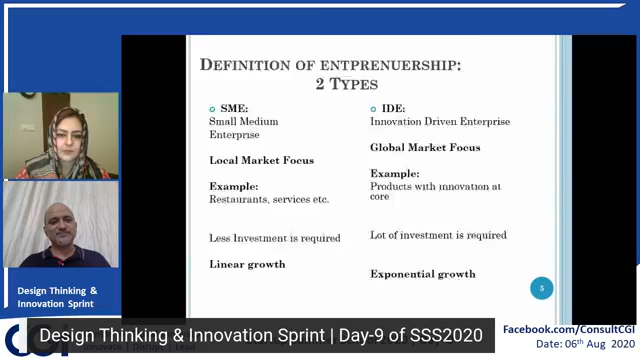 DEFINITION OF ENTPRENUERSHIP:
2 TYPES
SME:
Small Medium
Enterprise
Local Market Focus
Example:
Restaurants, services etc.
Less Investment is required
Linear growth
IDE:
Innovation Driven Enterprise
Global Market Focus
Example:
Products with innovation at
core
Lot of investment is required
Exponential growth
5
Design Thinking &
Innovation Sprint
Design Thinking & Innovation Sprint | Day-9 of SSS2020
Facebook.com/ConsultCGI
Date: 06th Aug 2020